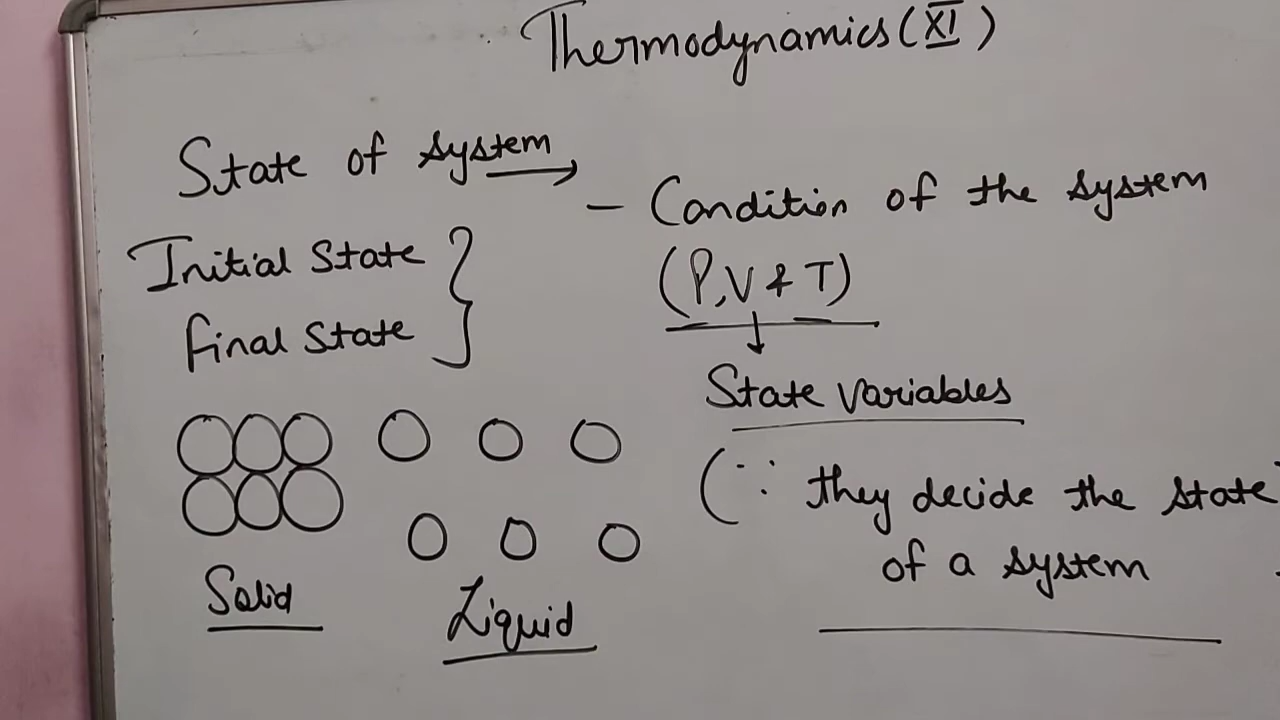 Thermodynamics (XI)
State of system →
- Condition of the system
Initial State }
final State
(P, V & T)
↓
State variables
(∵ they decide the state
of a system
Solid
Liquid